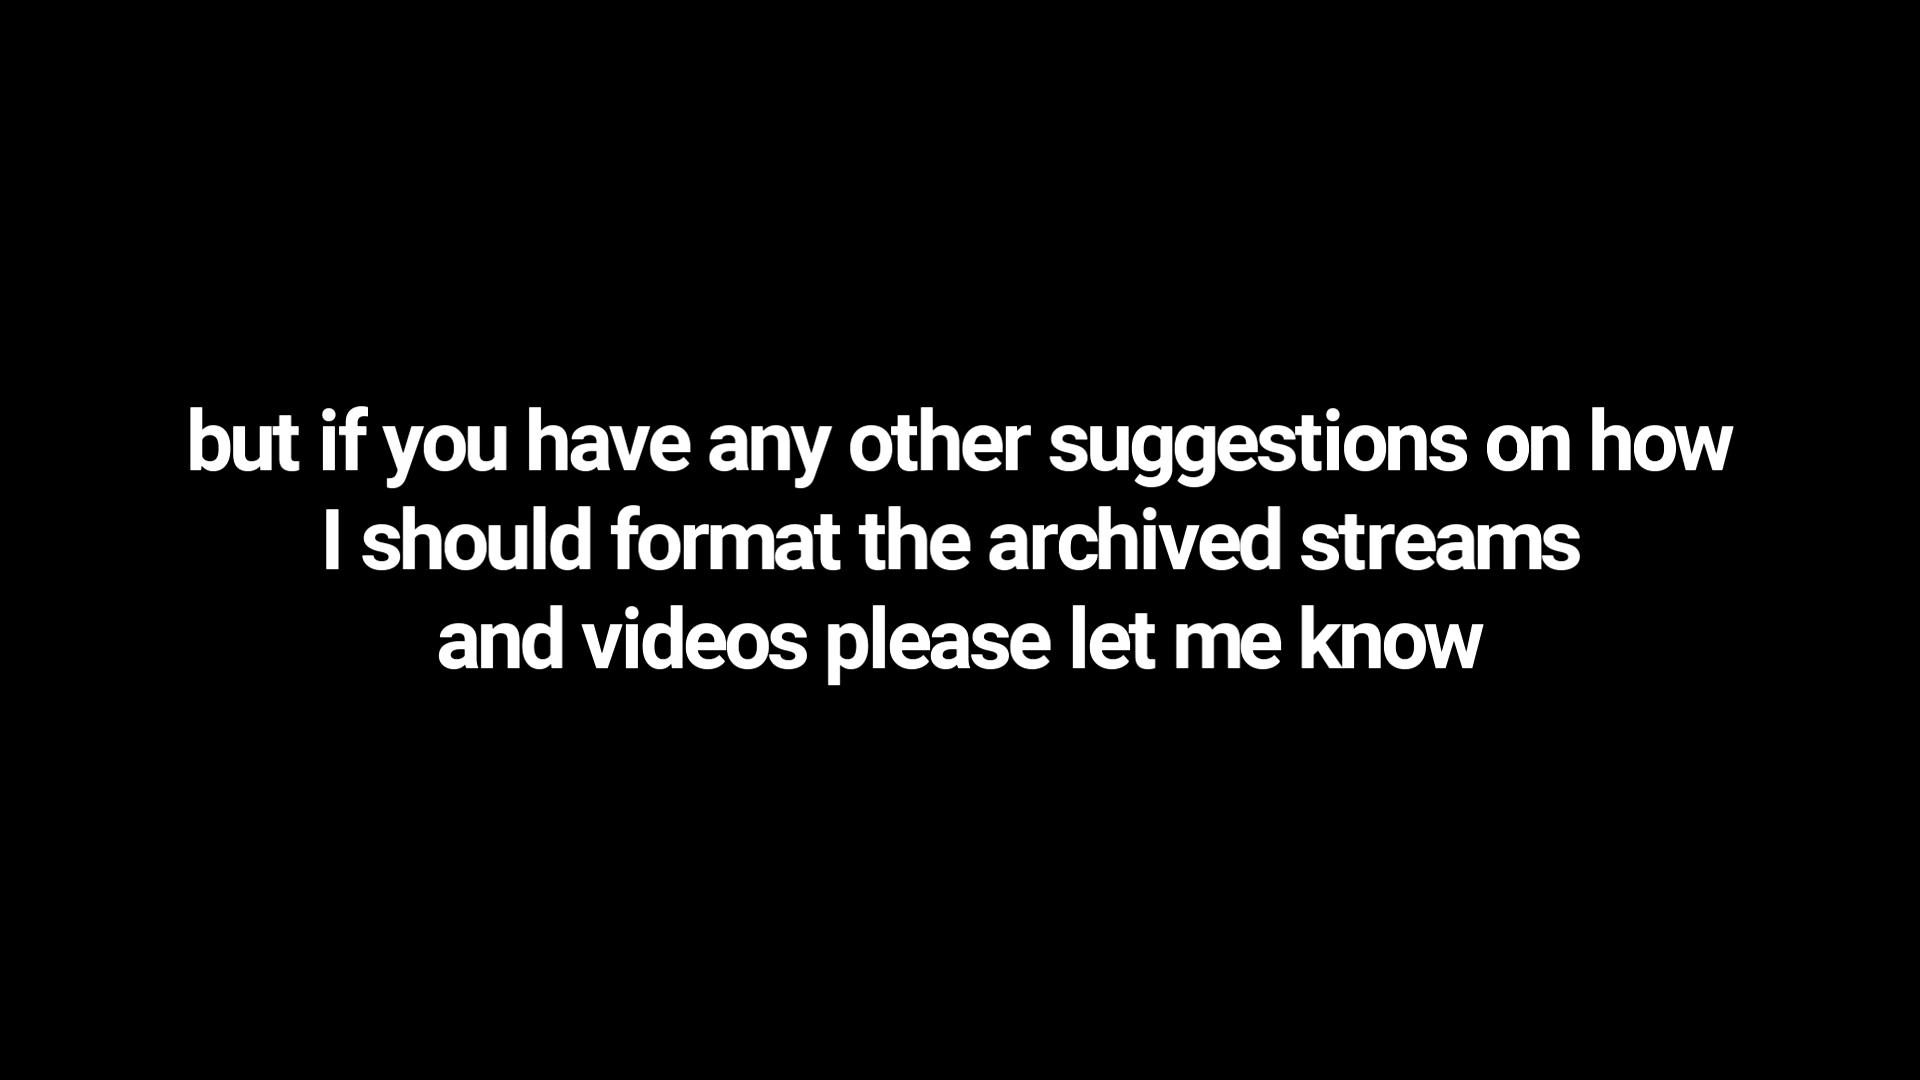 but if you have any other suggestions on how
I should format the archived streams
and videos please let me know